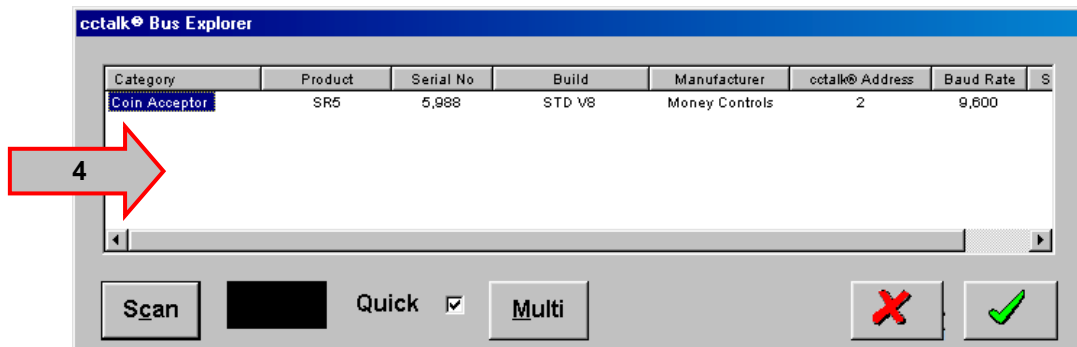 cctalk® Bus Explorer
Category Product Serial No Build Manufacturer cctalk® Address Baud Rate S
Coin Acceptor SR5 5,988 STD V8 Money Controls 2 9,600
4
Scan Quick Multi